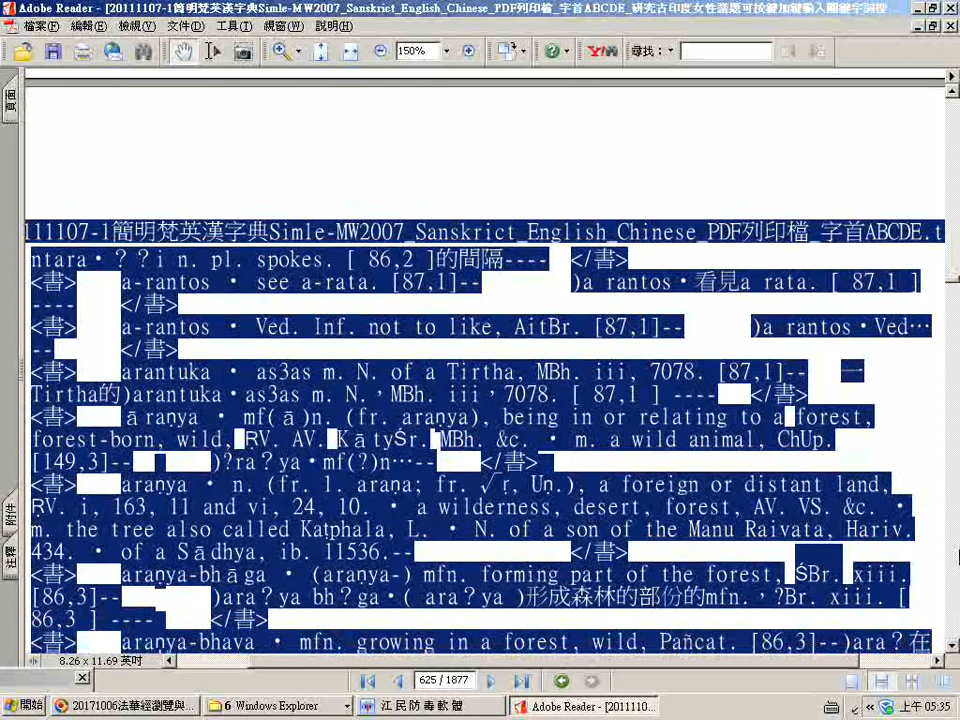 Adobe Reader - [20111107-1簡明梵英漢字典Simle-MW2007_Sanskrict_English_Chinese_PDF列印檔_字首ABCDE_研究古印度女性議題可按鍵加鍵輸入關鍵字詞搜
檔案(F) 編輯(E) 檢視(V) 文件(D) 工具(T) 視窗(W) 說明(H)
150% Y! 尋找:
頁面
111107-1簡明梵英漢字典Simle-MW2007_Sanskrict_English_Chinese_PDF列印檔_字首ABCDE.t
ntara‧??i n. pl. spokes. [ 86,2 ]的間隔---- </書>
<書> a-rantos ‧ see a-rata. [87,1]-- )a rantos‧看見a rata. [ 87,1 ]
---- </書>
<書> a-rantos ‧ Ved. Inf. not to like, AitBr. [87,1]-- )a rantos‧Ved…
-- </書>
<書> arantuka ‧ as3as m. N. of a Tirtha, MBh. iii, 7078. [87,1]-- 一
Tirtha的)arantuka‧as3as m. N.,MBh. iii,7078. [ 87,1 ] ---- </書>
<書> āraṇya ‧ mf(ā)n. (fr. araṇya), being in or relating to a forest,
forest-born, wild, RV. AV. KātyŚr. MBh. &c. ‧ m. a wild animal, ChUp.
[149,3]-- )?ra?ya‧mf(?)n…-- </書>
<書> araṇya ‧ n. (fr. 1. araṇa; fr. √ṛ, Uṇ.), a foreign or distant land,
RV. i, 163, 11 and vi, 24, 10. ‧ a wilderness, desert, forest, AV. VS. &c. ‧
m. the tree also called Kaṭphala, L. ‧ N. of a son of the Manu Raivata, Hariv.
434. ‧ of a Sādhya, ib. 11536.-- </書>
<書> araṇya-bhāga ‧ (araṇya-) mfn. forming part of the forest, ŚBr. xiii.
[86,3]-- )ara?ya bh?ga‧( ara?ya )形成森林的部份的mfn.,?Br. xiii. [
86,3 ] ---- </書>
<書> araṇya-bhava ‧ mfn. growing in a forest, wild, Pañcat. [86,3]--)ara?在
附件
注釋
8.26 x 11.69 英吋
625 / 1877
開始 20171006法華經瀏覽與... 6 Windows Explorer 江民防毒軟體 Adobe Reader - [2011110... 上午 05:35